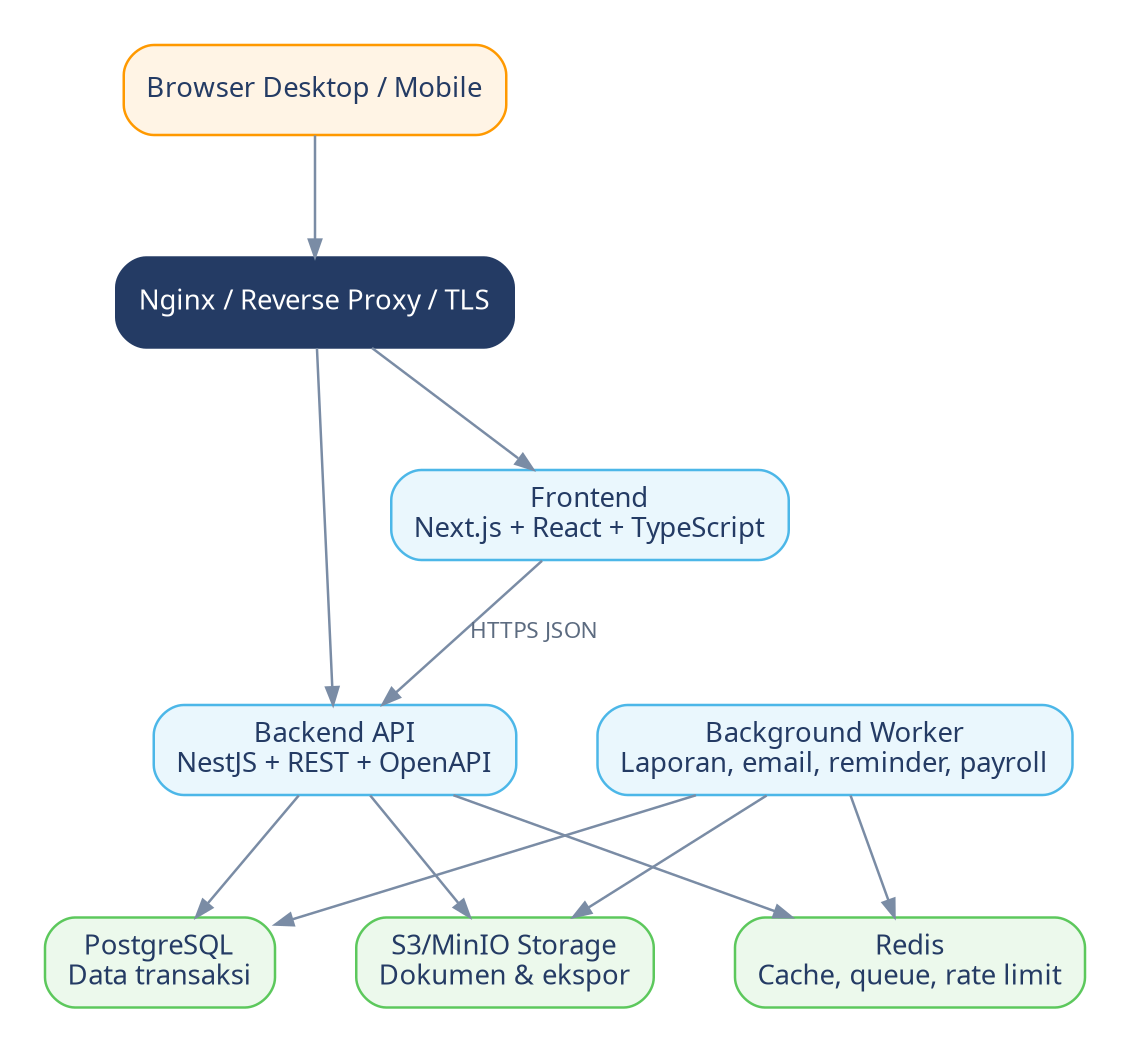 Browser Desktop / Mobile
Nginx / Reverse Proxy / TLS
Frontend
Next.js + React + TypeScript
HTTPS JSON
Backend API
NestJS + REST + OpenAPI
Background Worker
Laporan, email, reminder, payroll
PostgreSQL
Data transaksi
S3/MinIO Storage
Dokumen & ekspor
Redis
Cache, queue, rate limit